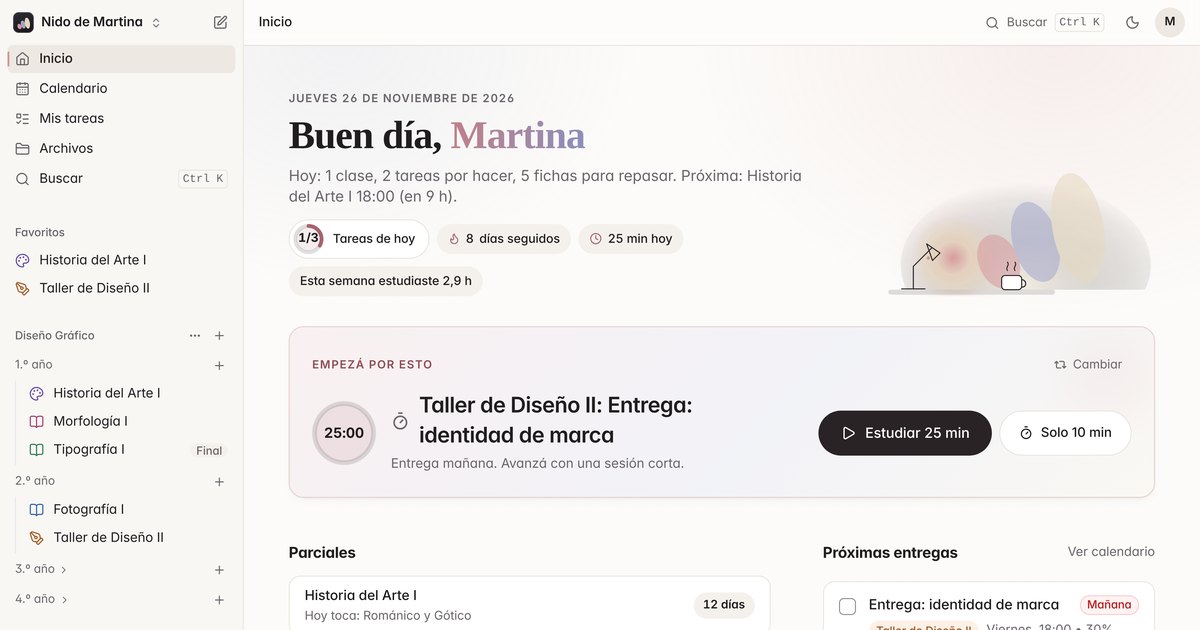 Nido de Martina
Inicio
Calendario
Mis tareas
Archivos
Buscar Ctrl K
Favoritos
Historia del Arte I
Taller de Diseño II
Diseño Gráfico
1.º año
Historia del Arte I
Morfología I
Tipografía I Final
2.º año
Fotografía I
Taller de Diseño II
3.º año
4.º año
Inicio
Buscar Ctrl K
M
JUEVES 26 DE NOVIEMBRE DE 2026
Buen día, Martina
Hoy: 1 clase, 2 tareas por hacer, 5 fichas para repasar. Próxima: Historia
del Arte I 18:00 (en 9 h).
1/3 Tareas de hoy
8 días seguidos
25 min hoy
Esta semana estudiaste 2,9 h
EMPEZÁ POR ESTO
Cambiar
25:00
Taller de Diseño II: Entrega:
identidad de marca
Entrega mañana. Avanzá con una sesión corta.
Estudiar 25 min
Solo 10 min
Parciales
Historia del Arte I
Hoy toca: Románico y Gótico
12 días
Próximas entregas
Ver calendario
Entrega: identidad de marca
Mañana
Taller de Diseño II Viernes, 18:00 • 30%